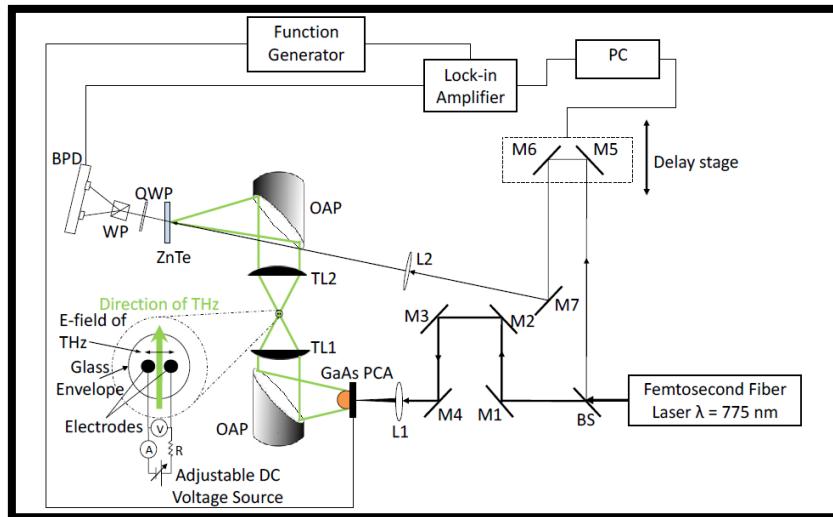 Function
Generator
Lock-in
Amplifier
PC
M6
M5
Delay stage
BPD
QWP
WP
ZnTe
OAP
L2
TL2
M7
Direction of THz
E-field of
THz
Glass
Envelope
Electrodes
V
A
R
Adjustable DC
Voltage Source
TL1
OAP
GaAs PCA
L1
M3
M2
M4
M1
BS
Femtosecond Fiber
Laser λ = 775 nm